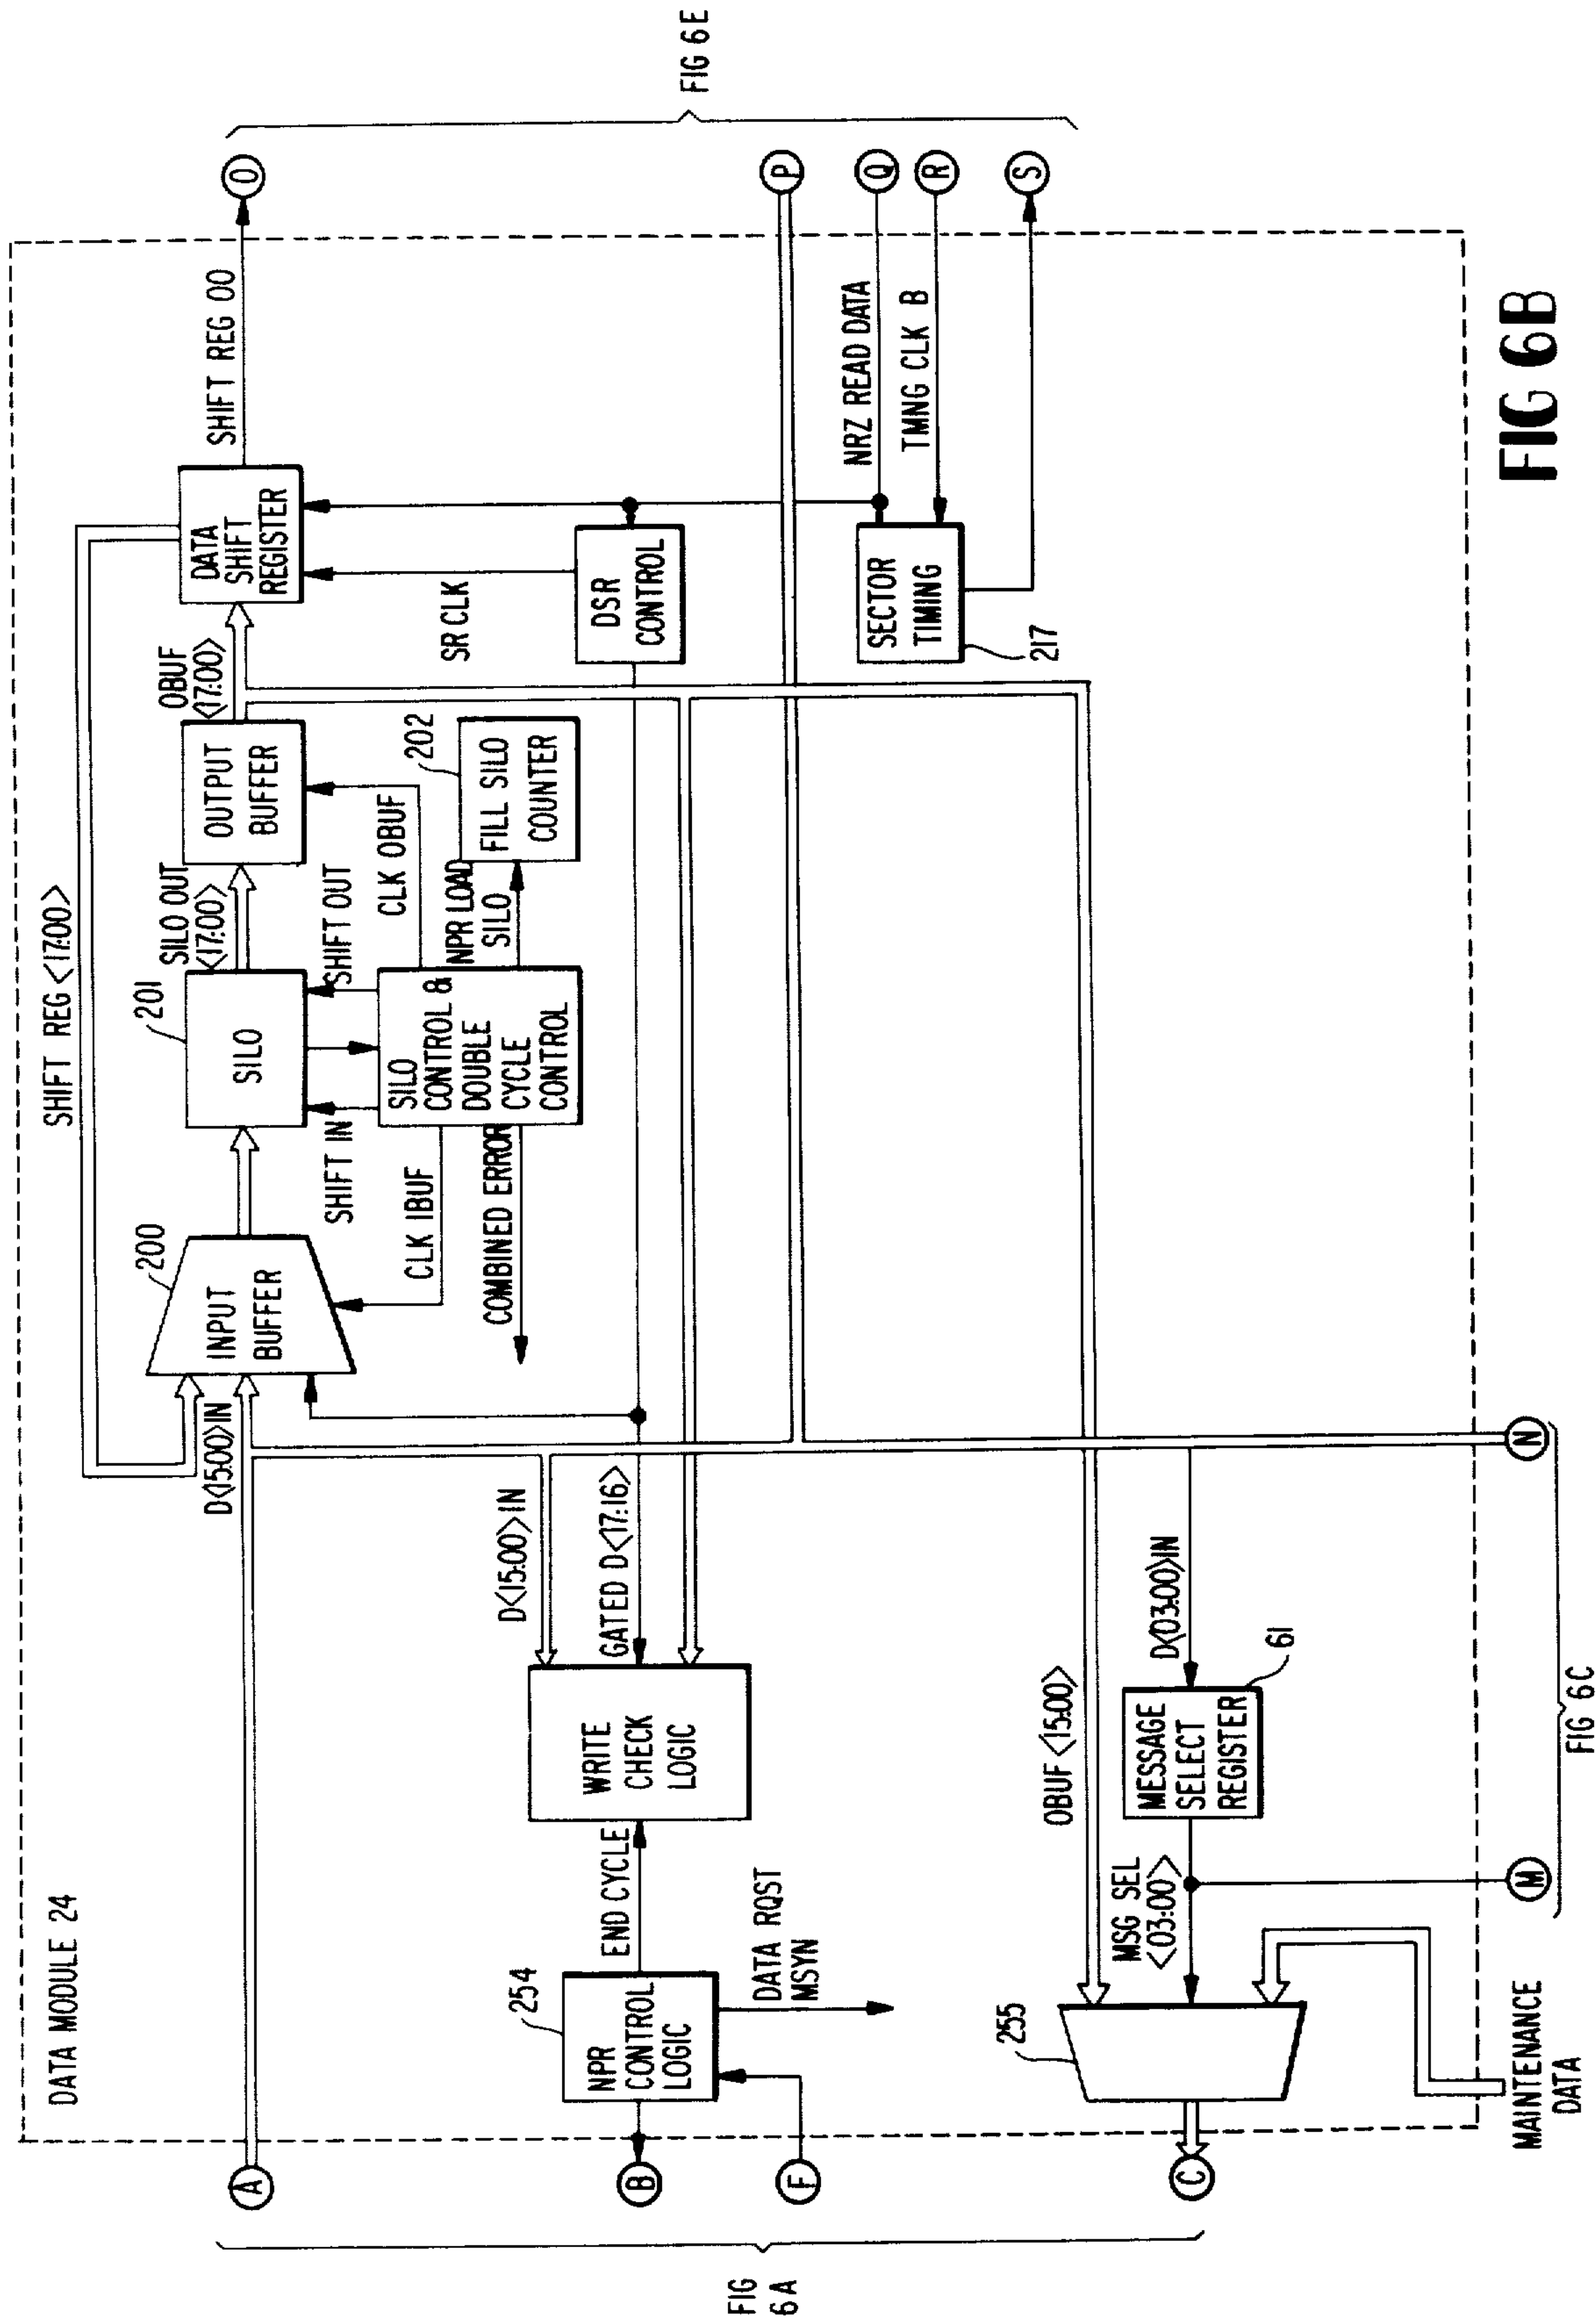 DATA MODULE 24
SHIFT REG <17:00>
A
D<15:00>IN
INPUT
BUFFER
200
SILO
201
SILO OUT
<17:00>
OUTPUT
BUFFER
OBUF
<17:00>
DATA
SHIFT
REGISTER
SHIFT REG 00
O
SHIFT IN
SHIFT OUT
CLK IBUF
CLK OBUF
COMBINED ERROR
SILO
CONTROL &
DOUBLE
CYCLE
CONTROL
NPR LOAD
SILO
FILL SILO
COUNTER
202
SR CLK
DSR
CONTROL
D<15:00>IN
GATED D<17:16>
WRITE
CHECK
LOGIC
END CYCLE
254
NPR
CONTROL
LOGIC
DATA RQST
MSYN
B
F
P
NRZ READ DATA
Q
TMNG CLK B
R
SECTOR
TIMING
217
S
OBUF <15:00>
D<03:00>IN
MESSAGE
SELECT
REGISTER
61
MSG SEL
<03:00>
255
C
MAINTENANCE
DATA
M
N
FIG
6A
FIG 6C
FIG 6E
FIG 6B